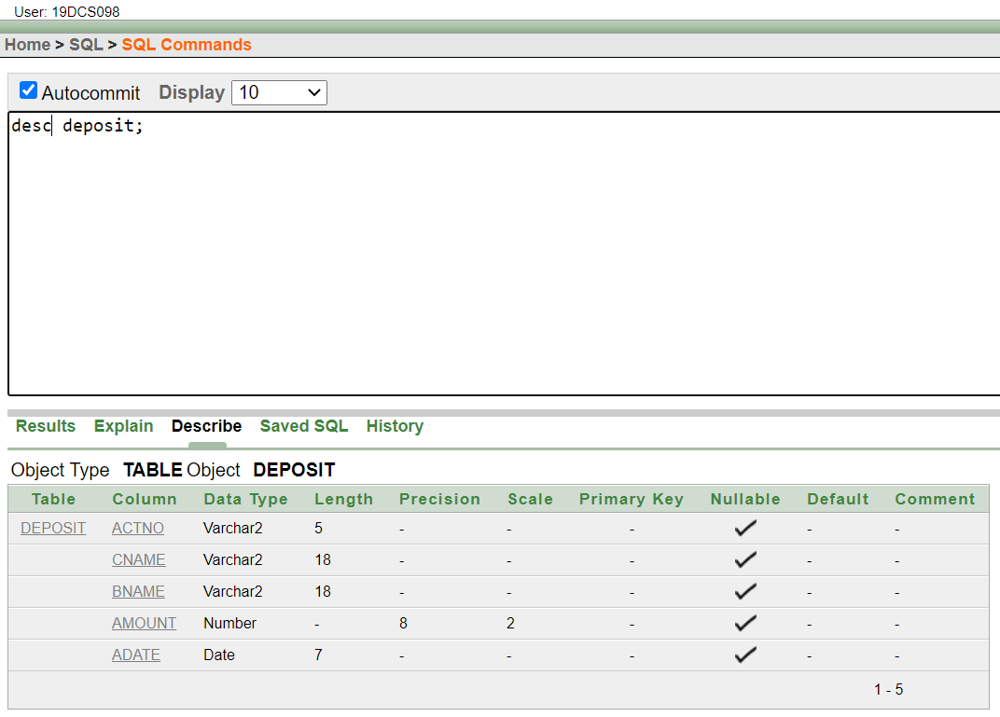 User: 19DCS098
Home > SQL > SQL Commands
Autocommit Display 10
desc deposit;
Results Explain Describe Saved SQL History
Object Type TABLE Object DEPOSIT
Table Column Data Type Length Precision Scale Primary Key Nullable Default Comment
DEPOSIT ACTNO Varchar2 5 - - - - -
CNAME Varchar2 18 - - - - -
BNAME Varchar2 18 - - - - -
AMOUNT Number - 8 2 - - -
ADATE Date 7 - - - - -
1 - 5